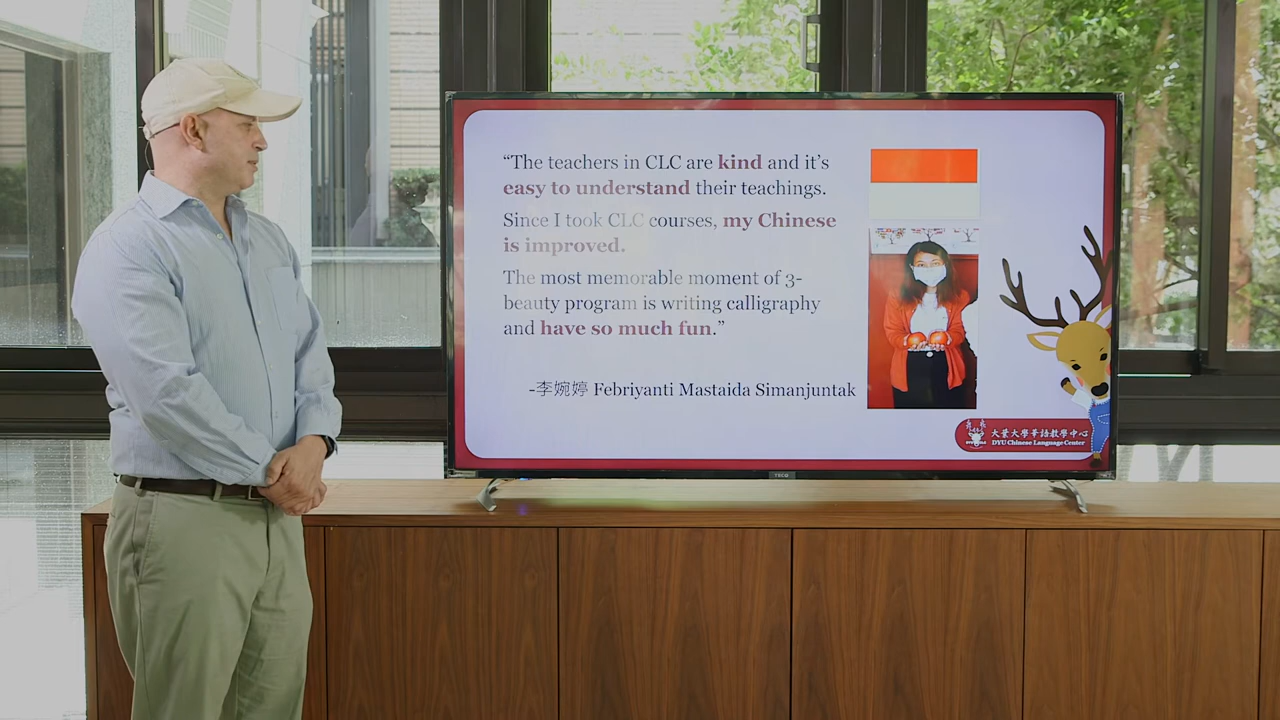 “The teachers in CLC are kind and it’s
easy to understand their teachings.
Since I took CLC courses, my Chinese
is improved.
The most memorable moment of 3-
beauty program is writing calligraphy
and have so much fun.”
-李婉婷 Febriyanti Mastaida Simanjuntak
大葉大學華語教學中心
DYU Chinese Language Center
TECO